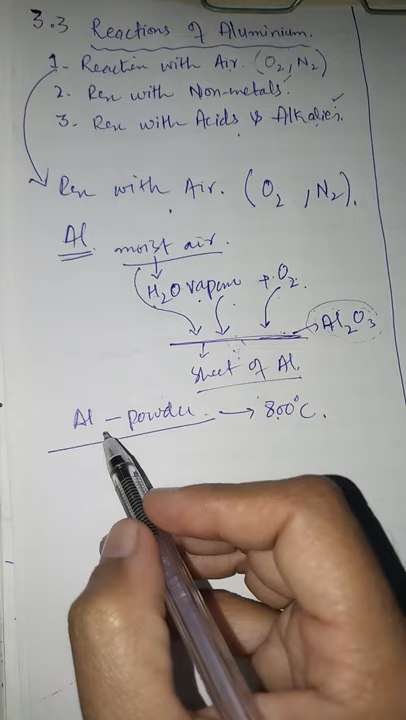 3.3 Reactions of Aluminium.
1- Reaction with Air. (O2, N2)
2. Rxn with Non-metals.
3. Rxn with Acids & Alkalies.
Rxn with Air. (O2, N2).
Al moist air.
H2O vapour + O2.
Al2O3
Sheet of Al.
Al - powder → 800°C.